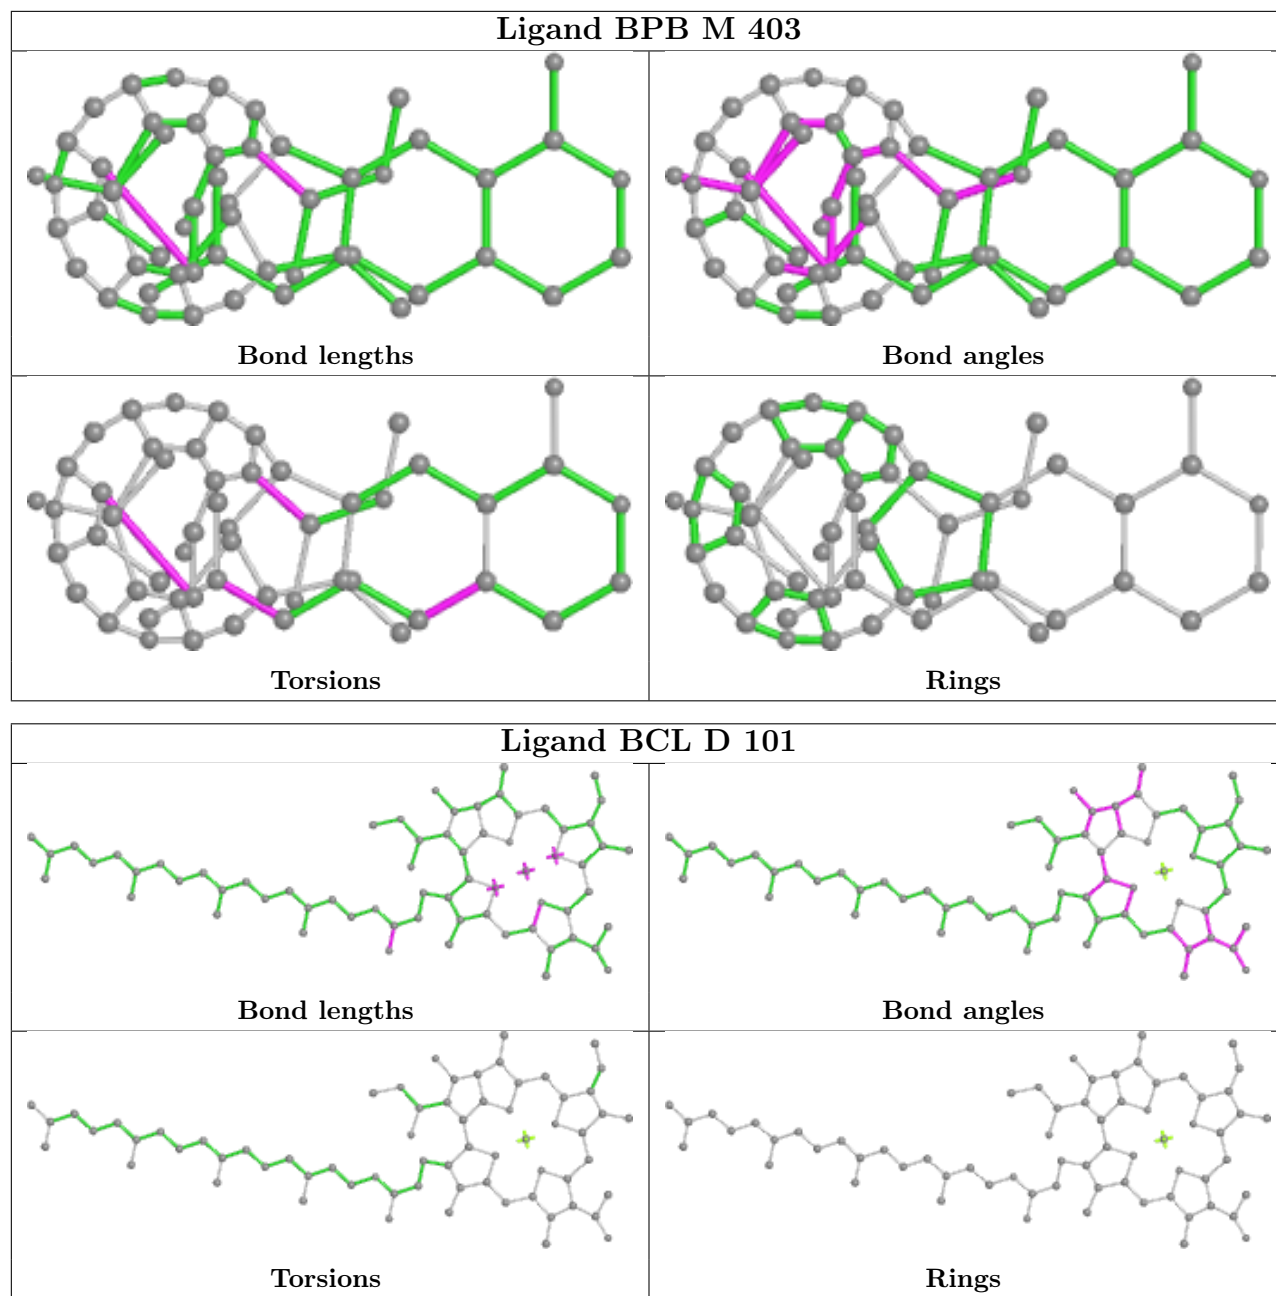 Ligand BPB M 403
Bond lengths
Bond angles
Torsions
Rings
Ligand BCL D 101
Bond lengths
Bond angles
Torsions
Rings